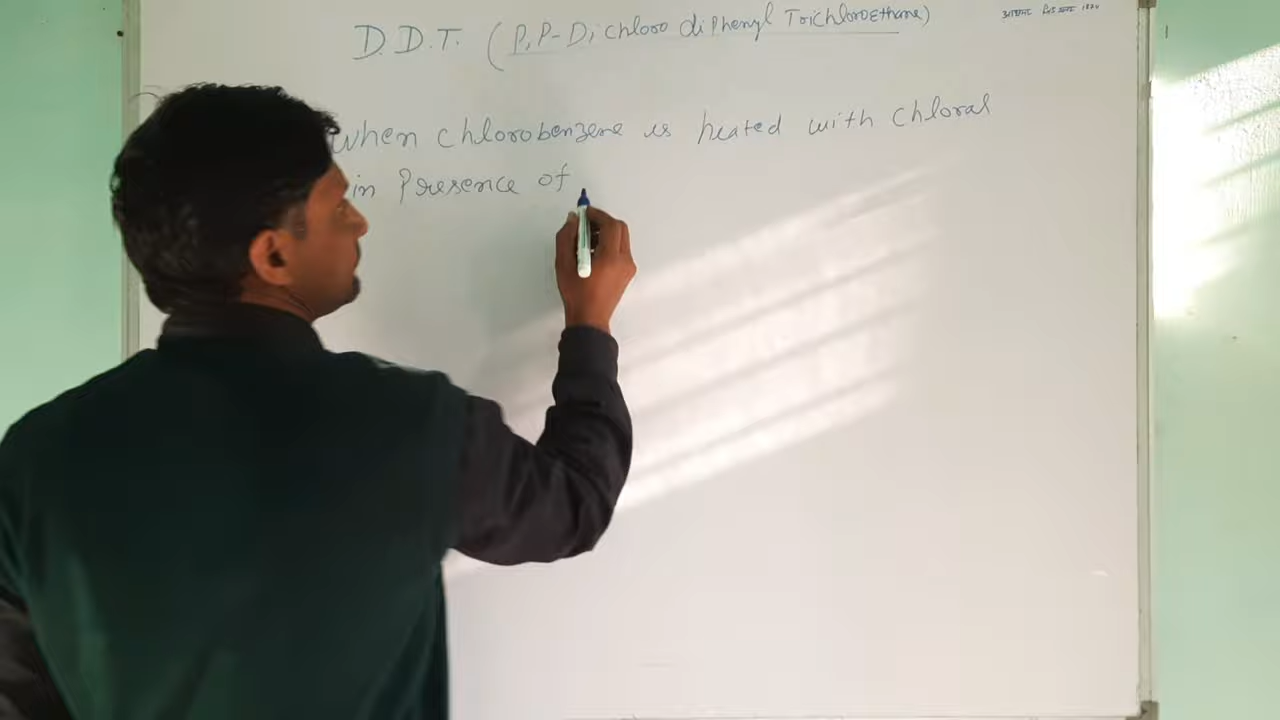 D.D.T. (P,P-Dichloro diphenyl TrichloroEthane)
when chlorobenzene is heated with chloral
in Presence of